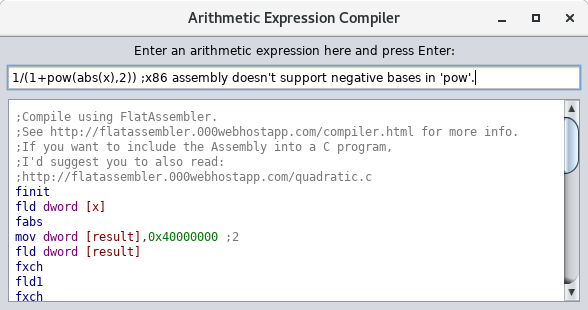 Arithmetic Expression Compiler
Enter an arithmetic expression here and press Enter:
1/(1+pow(abs(x),2)) ;x86 assembly doesn't support negative bases in 'pow'.
;Compile using FlatAssembler.
;See http://flatassembler.000webhostapp.com/compiler.html for more info.
;If you want to include the Assembly into a C program,
;I'd suggest you to also read:
;http://flatassembler.000webhostapp.com/quadratic.c
finit
fld dword [x]
fabs
mov dword [result],0x40000000 ;2
fld dword [result]
fxch
fld1
fxch